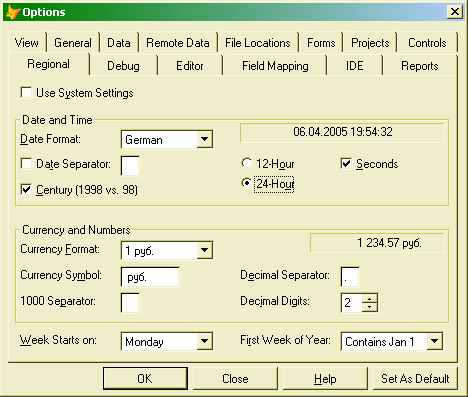 Options
View General Data Remote Data File Locations Forms Projects Controls
Regional Debug Editor Field Mapping IDE Reports
Use System Settings
Date and Time
Date Format: German 06.04.2005 19:54:32
Date Separator: 12-Hour Seconds
Century (1998 vs. 98) 24-Hour
Currency and Numbers
Currency Format: 1 руб. 1 234.57 руб.
Currency Symbol: руб. Decimal Separator: .
1000 Separator: Decimal Digits: 2
Week Starts on: Monday First Week of Year: Contains Jan 1
OK Close Help Set As Default